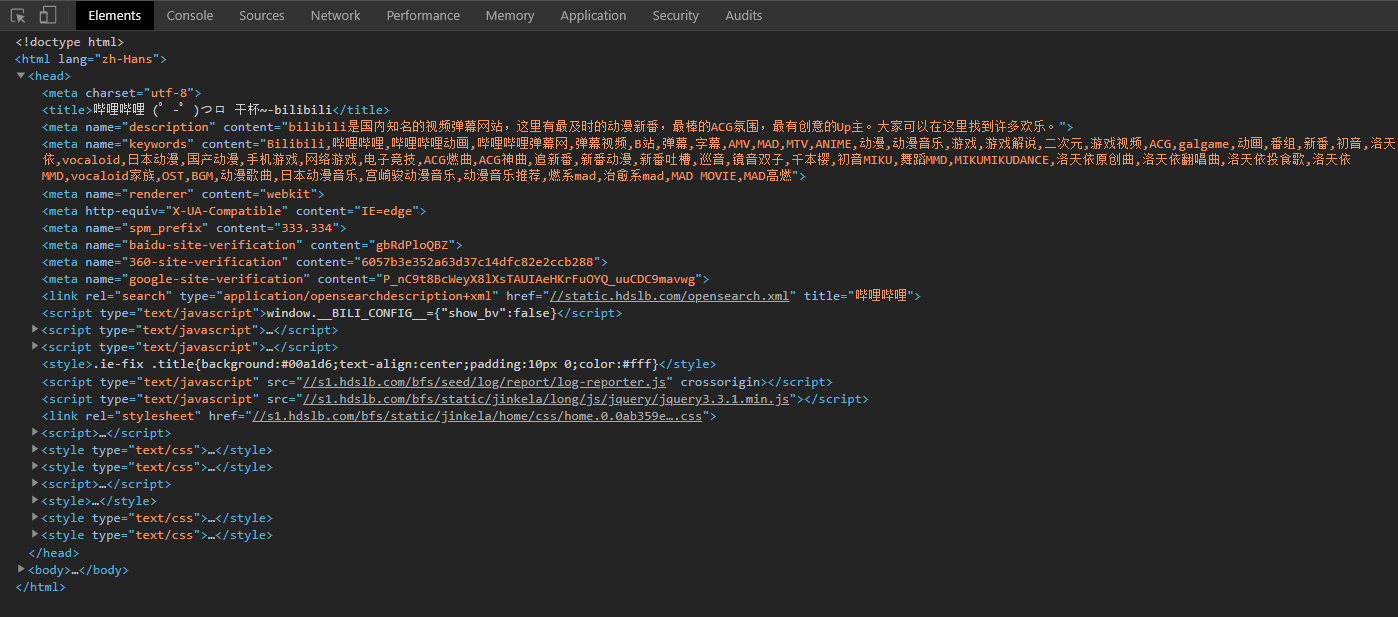 Elements Console Sources Network Performance Memory Application Security Audits
<!doctype html>
<html lang="zh-Hans">
<head>
<meta charset="utf-8">
<title>哔哩哔哩 (゜-゜)つロ 干杯~-bilibili</title>
<meta name="description" content="bilibili是国内知名的视频弹幕网站，这里有最及时的动漫新番，最棒的ACG氛围，最有创意的Up主。大家可以在这里找到许多欢乐。">
<meta name="keywords" content="Bilibili,哔哩哔哩,哔哩哔哩动画,哔哩哔哩弹幕网,弹幕视频,B站,弹幕,字幕,AMV,MAD,MTV,ANIME,动漫,动漫音乐,游戏,游戏解说,二次元,游戏视频,ACG,galgame,动画,番组,新番,初音,洛天
依,vocaloid,日本动漫,国产动漫,手机游戏,网络游戏,电子竞技,ACG燃曲,ACG神曲,追新番,新番动漫,新番吐槽,巡音,镜音双子,千本樱,初音MIKU,舞蹈MMD,MIKUMIKUDANCE,洛天依原创曲,洛天依翻唱曲,洛天依投食歌,洛天依
MMD,vocaloid家族,OST,BGM,动漫歌曲,日本动漫音乐,宫崎骏动漫音乐,动漫音乐推荐,燃系mad,治愈系mad,MAD MOVIE,MAD高燃">
<meta name="renderer" content="webkit">
<meta http-equiv="X-UA-Compatible" content="IE=edge">
<meta name="spm_prefix" content="333.334">
<meta name="baidu-site-verification" content="gbRdPloQBZ">
<meta name="360-site-verification" content="6057b3e352a63d37c14dfc82e2ccb288">
<meta name="google-site-verification" content="P_nC9t8BcWeyX8lXsTAUIAeHKrFuOYQ_uuCDC9mavwg">
<link rel="search" type="application/opensearchdescription+xml" href="//static.hdslb.com/opensearch.xml" title="哔哩哔哩">
<script type="text/javascript">window.__BILI_CONFIG__={"show_bv":false}</script>
<script type="text/javascript">…</script>
<script type="text/javascript">…</script>
<style>.ie-fix .title{background:#00a1d6;text-align:center;padding:10px 0;color:#fff}</style>
<script type="text/javascript" src="//s1.hdslb.com/bfs/seed/log/report/log-reporter.js" crossorigin></script>
<script type="text/javascript" src="//s1.hdslb.com/bfs/static/jinkela/long/js/jquery/jquery3.3.1.min.js"></script>
<link rel="stylesheet" href="//s1.hdslb.com/bfs/static/jinkela/home/css/home.0.0ab359e….css">
<script>…</script>
<style type="text/css">…</style>
<style type="text/css">…</style>
<script>…</script>
<style>…</style>
<style type="text/css">…</style>
<style type="text/css">…</style>
</head>
<body>…</body>
</html>